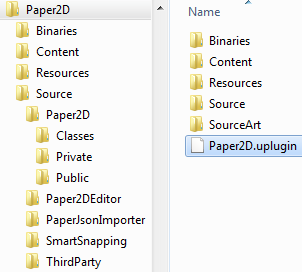 Paper2D
Binaries
Content
Resources
Source
Paper2D
Classes
Private
Public
Paper2DEditor
PaperJsonImporter
SmartSnapping
ThirdParty
Name
Binaries
Content
Resources
Source
SourceArt
Paper2D.uplugin